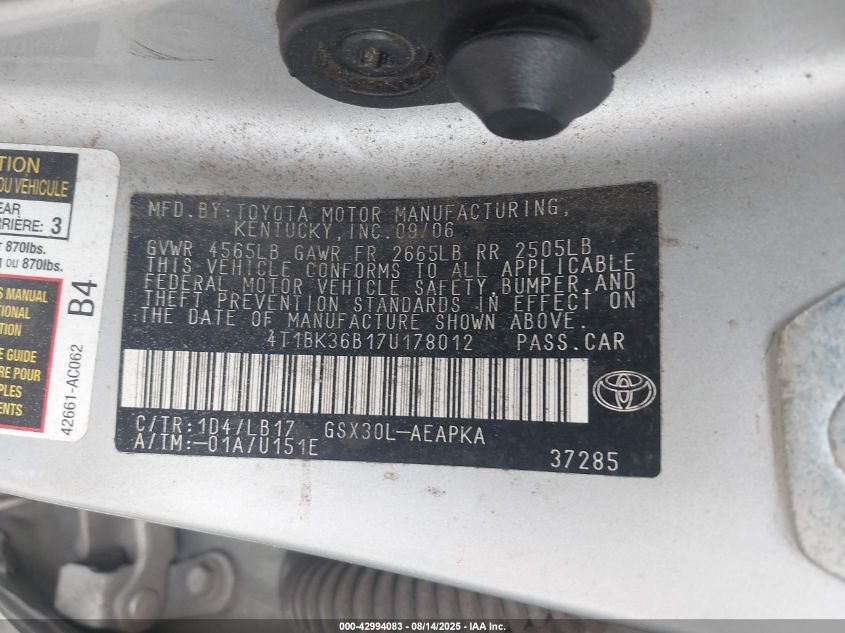 TION
OU VÉHICULE
EAR
RRIÈRE: 3
r 870lbs.
ou 870lbs.
B4
S MANUAL
TIONAL
TION
E GUIDE
RE POUR
PLES
ENTS
42661-AC062
MFD.BY:TOYOTA MOTOR MANUFACTURING,
KENTUCKY,INC.09/06
GVWR 4565LB GAWR FR 2665LB RR 2505LB
THIS VEHICLE CONFORMS TO ALL APPLICABLE
FEDERAL MOTOR VEHICLE SAFETY,BUMPER,AND
THEFT PREVENTION STANDARDS IN EFFECT ON
THE DATE OF MANUFACTURE SHOWN ABOVE.
4T1BK36B17U178012 PASS.CAR
C/TR:1D4/LB17 GSX30L-AEAPKA
A/TM:-01A/U151E
37285
000-42994083 - 08/14/2025 - IAA Inc.